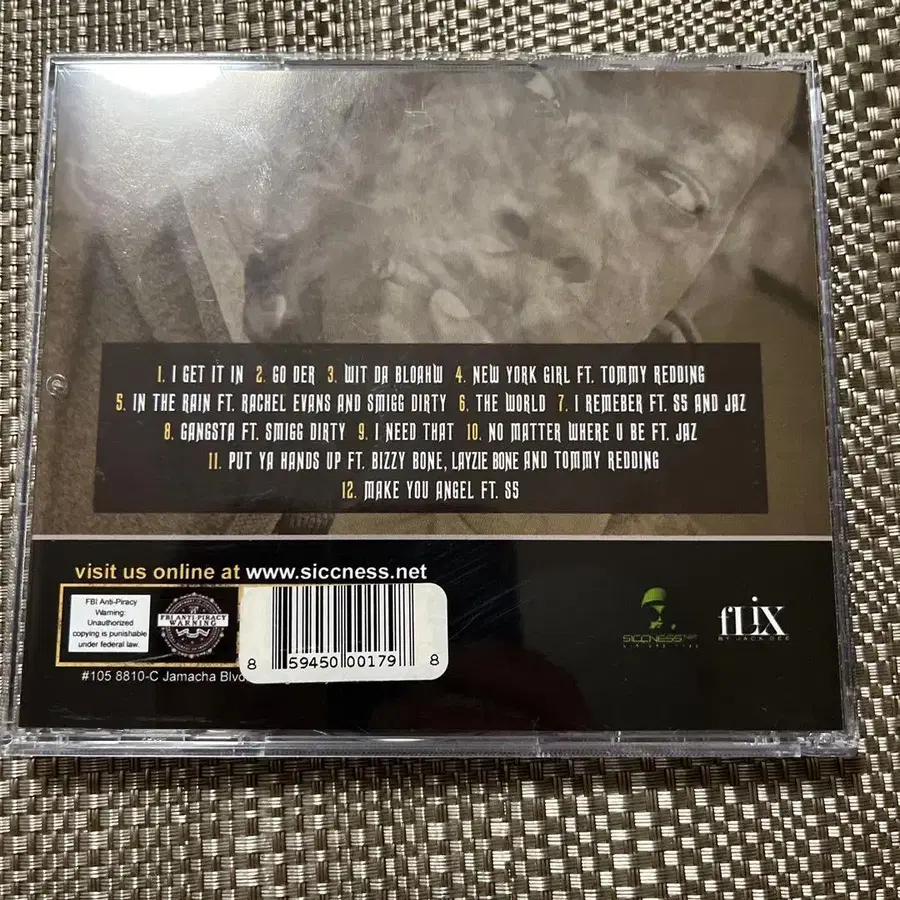 1. I GET IT IN 2. GO DER 3. WIT DA BLOAHW 4. NEW YORK GIRL FT. TOMMY REDDING
5. IN THE RAIN FT. RACHEL EVANS AND SMIGG DIRTY 6. THE WORLD 7. I REMEBER FT. S5 AND JAZ
8. GANGSTA FT. SMIGG DIRTY 9. I NEED THAT 10. NO MATTER WHERE U BE FT. JAZ
11. PUT YA HANDS UP FT. BIZZY BONE, LAYZIE BONE AND TOMMY REDDING
12. MAKE YOU ANGEL FT. S5
visit us online at www.siccness.net
FBI Anti-Piracy
Warning:
Unauthorized
copying is punishable
under federal law.
FBI ANTI-PIRACY
WARNING
8 59450 00179 8
#105 8810-C Jamacha Blvd
SICCNESS.NET
fLIX
BY JACK DEE